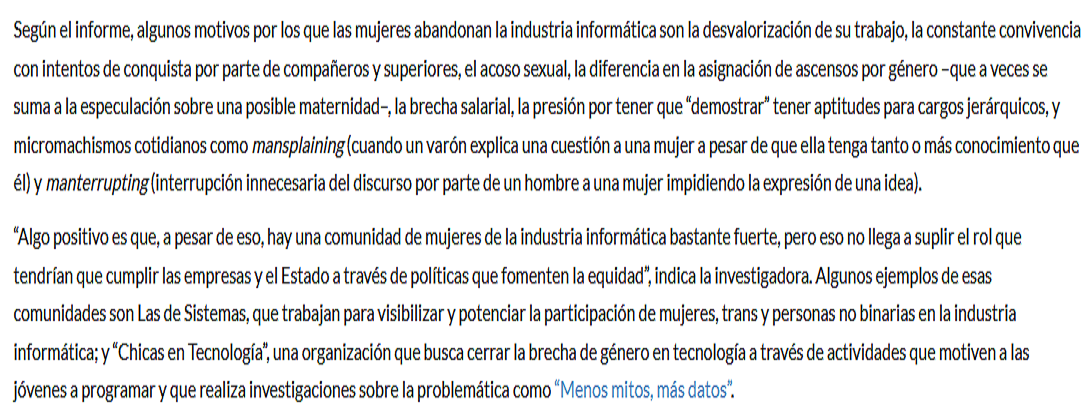 Según el informe, algunos motivos por los que las mujeres abandonan la industria informática son la desvalorización de su trabajo, la constante convivencia
con intentos de conquista por parte de compañeros y superiores, el acoso sexual, la diferencia en la asignación de ascensos por género –que a veces se
suma a la especulación sobre una posible maternidad–, la brecha salarial, la presión por tener que “demostrar” tener aptitudes para cargos jerárquicos, y
micromachismos cotidianos como mansplaining (cuando un varón explica una cuestión a una mujer a pesar de que ella tenga tanto o más conocimiento que
él) y manterrupting (interrupción innecesaria del discurso por parte de un hombre a una mujer impidiendo la expresión de una idea).
“Algo positivo es que, a pesar de eso, hay una comunidad de mujeres de la industria informática bastante fuerte, pero eso no llega a suplir el rol que
tendrían que cumplir las empresas y el Estado a través de políticas que fomenten la equidad”, indica la investigadora. Algunos ejemplos de esas
comunidades son Las de Sistemas, que trabajan para visibilizar y potenciar la participación de mujeres, trans y personas no binarias en la industria
informática; y “Chicas en Tecnología”, una organización que busca cerrar la brecha de género en tecnología a través de actividades que motiven a las
jóvenes a programar y que realiza investigaciones sobre la problemática como “Menos mitos, más datos”.